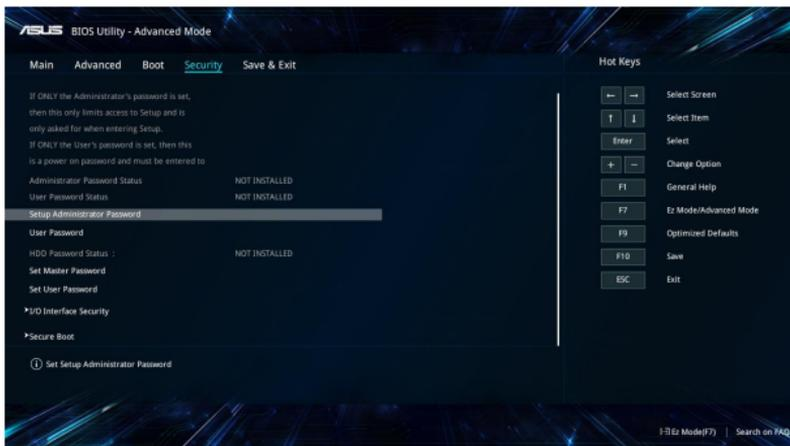 ASUS BIOS Utility - Advanced Mode
Main Advanced Boot Security Save & Exit
If ONLY the Administrator's password is set,
then this only limits access to Setup and is
only asked for when entering Setup.
If ONLY the User's password is set, then this
is a power on password and must be entered to
Administrator Password Status NOT INSTALLED
User Password Status NOT INSTALLED
Setup Administrator Password
User Password
HDD Password Status : NOT INSTALLED
Set Master Password
Set User Password
I/O Interface Security
Secure Boot
Set Setup Administrator Password
Hot Keys
← → Select Screen
↑ ↓ Select Item
Enter Select
+ − Change Option
F1 General Help
F7 Ez Mode/Advanced Mode
F9 Optimized Defaults
F10 Save
ESC Exit
Ez Mode(F7) | Search on FAQ